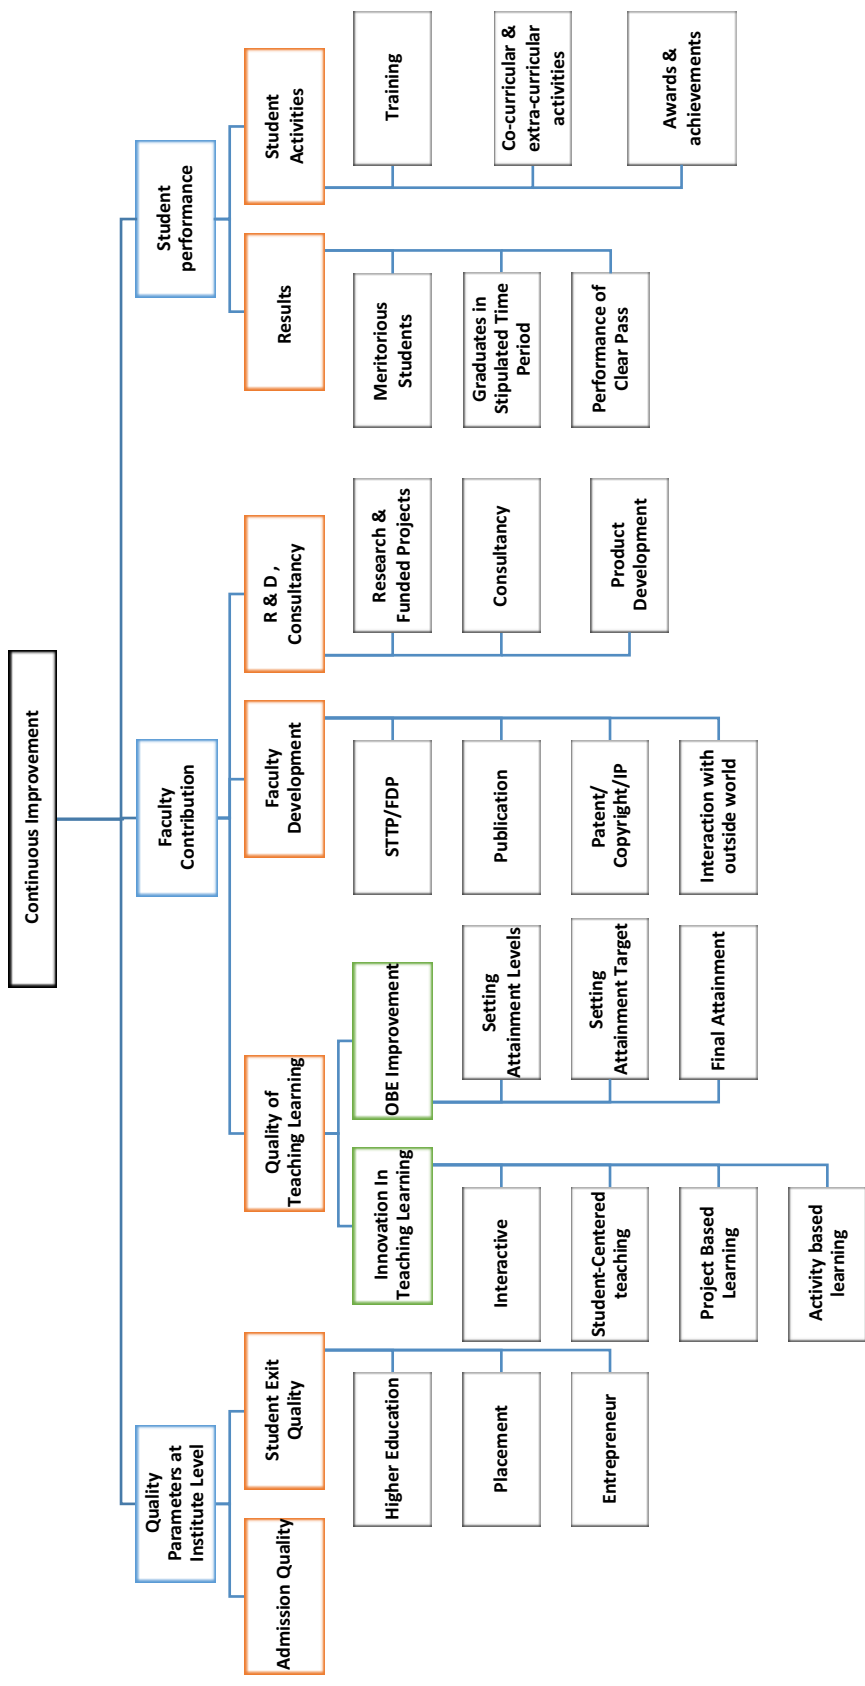 Continuous Improvement
Quality
Parameters at
Institute Level
Faculty
Contribution
Student
performance
Admission Quality
Student Exit
Quality
Quality of
Teaching Learning
Faculty
Development
R & D ,
Consultancy
Results
Student
Activities
Higher Education
Placement
Entrepreneur
Innovation In
Teaching Learning
Interactive
Student-Centered
teaching
Project Based
Learning
Activity based
learning
OBE Improvement
Setting
Attainment Levels
Setting
Attainment Target
Final Attainment
STTP/FDP
Publication
Patent/
Copyright/IP
Interaction with
outside world
Research &
Funded Projects
Consultancy
Product
Development
Meritorious
Students
Graduates in
Stipulated Time
Period
Performance of
Clear Pass
Training
Co-curricular &
extra-curricular
activities
Awards &
achievements